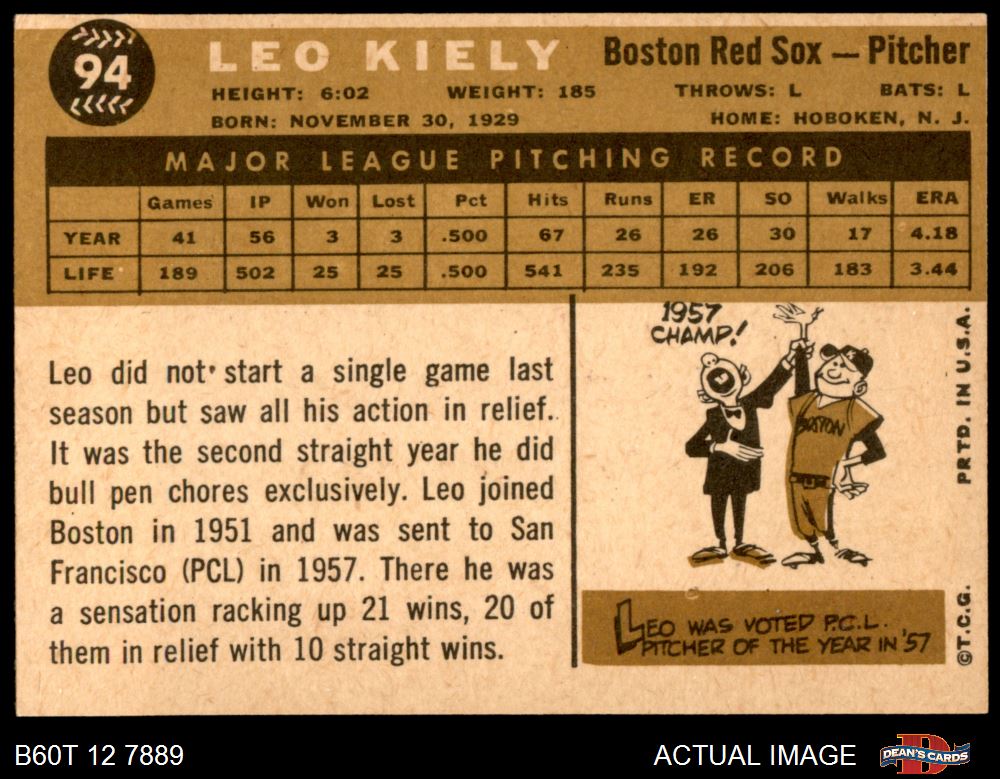 94
LEO KIELY
Boston Red Sox — Pitcher
HEIGHT: 6:02 WEIGHT: 185 THROWS: L BATS: L
BORN: NOVEMBER 30, 1929 HOME: HOBOKEN, N. J.
MAJOR LEAGUE PITCHING RECORD
Games IP Won Lost Pct Hits Runs ER SO Walks ERA
YEAR 41 56 3 3 .500 67 26 26 30 17 4.18
LIFE 189 502 25 25 .500 541 235 192 206 183 3.44
Leo did not start a single game last
season but saw all his action in relief.
It was the second straight year he did
bull pen chores exclusively. Leo joined
Boston in 1951 and was sent to San
Francisco (PCL) in 1957. There he was
a sensation racking up 21 wins, 20 of
them in relief with 10 straight wins.
1957
CHAMP!
BOSTON
LEO WAS VOTED P.C.L.
PITCHER OF THE YEAR IN '57
PRTD. IN U.S.A.
©T.C.G.
B60T 12 7889
ACTUAL IMAGE
DEAN'S CARDS